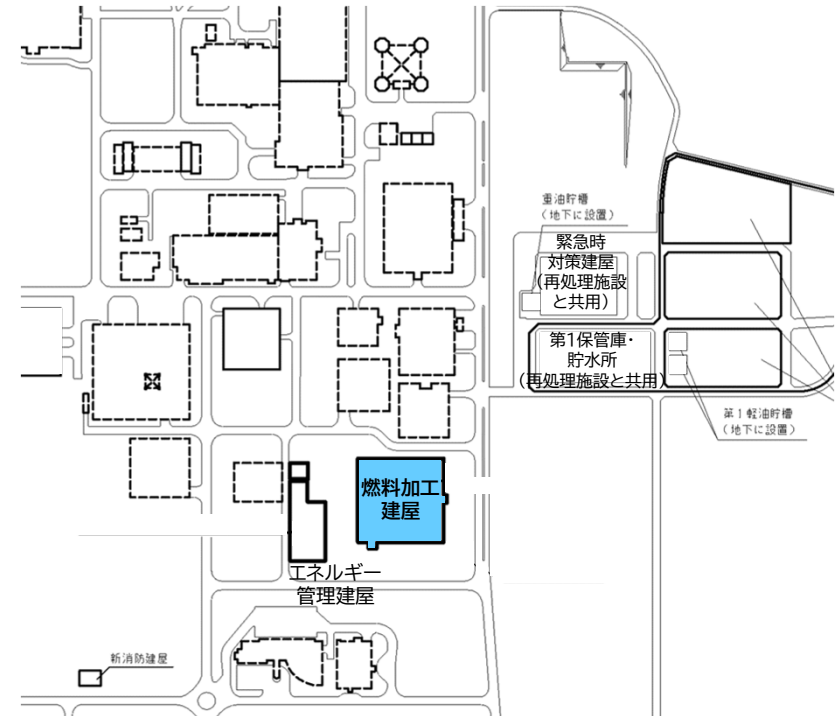 重油貯槽
（地下に設置）
緊急時
対策建屋
（再処理施設
と共用）
第1保管庫・
貯水所
（再処理施設と共用）
第１軽油貯槽
（地下に設置）
燃料加工
建屋
エネルギー
管理建屋
新消防建屋